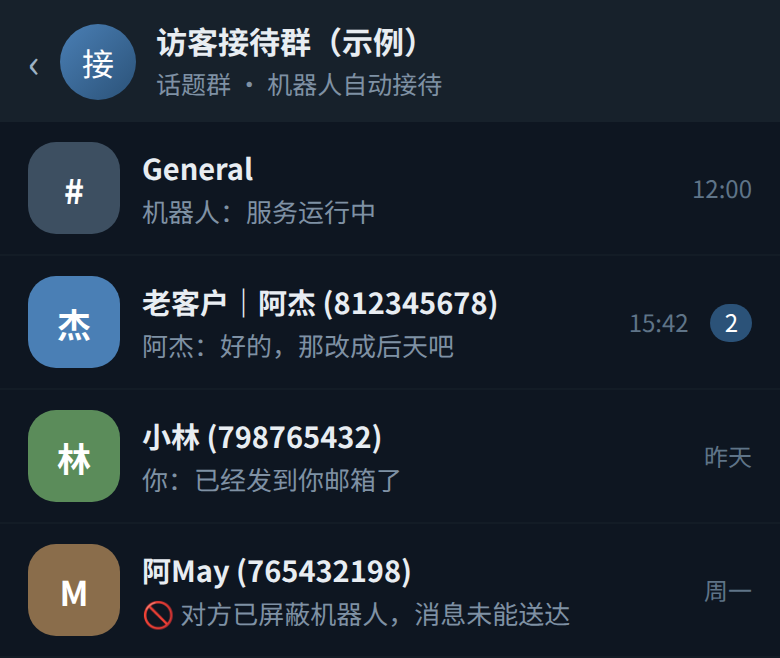 ‹
接
访客接待群（示例）
话题群 · 机器人自动接待
#
General
12:00
机器人：服务运行中
杰
老客户｜阿杰 (812345678)
15:42
2
阿杰：好的，那改成后天吧
林
小林 (798765432)
昨天
你：已经发到你邮箱了
M
阿May (765432198)
周一
🚫 对方已屏蔽机器人，消息未能送达